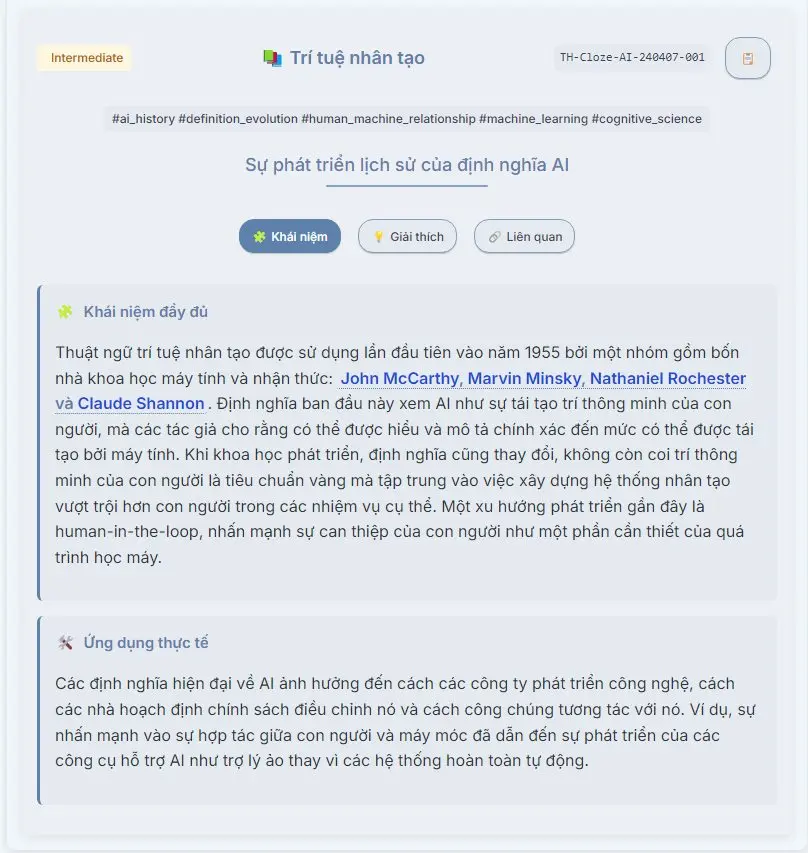 Intermediate
Trí tuệ nhân tạo
TH-Cloze-AI-240407-001
#ai_history #definition_evolution #human_machine_relationship #machine_learning #cognitive_science
Sự phát triển lịch sử của định nghĩa AI
Khái niệm
Giải thích
Liên quan
Khái niệm đầy đủ
Thuật ngữ trí tuệ nhân tạo được sử dụng lần đầu tiên vào năm 1955 bởi một nhóm gồm bốn
nhà khoa học máy tính và nhận thức: John McCarthy, Marvin Minsky, Nathaniel Rochester
và Claude Shannon. Định nghĩa ban đầu này xem AI như sự tái tạo trí thông minh của con
người, mà các tác giả cho rằng có thể được hiểu và mô tả chính xác đến mức có thể được tái
tạo bởi máy tính. Khi khoa học phát triển, định nghĩa cũng thay đổi, không còn coi trí thông
minh của con người là tiêu chuẩn vàng mà tập trung vào việc xây dựng hệ thống nhân tạo
vượt trội hơn con người trong các nhiệm vụ cụ thể. Một xu hướng phát triển gần đây là
human-in-the-loop, nhấn mạnh sự can thiệp của con người như một phần cần thiết của quá
trình học máy.
Ứng dụng thực tế
Các định nghĩa hiện đại về AI ảnh hưởng đến cách các công ty phát triển công nghệ, cách
các nhà hoạch định chính sách điều chỉnh nó và cách công chúng tương tác với nó. Ví dụ, sự
nhấn mạnh vào sự hợp tác giữa con người và máy móc đã dẫn đến sự phát triển của các
công cụ hỗ trợ AI như trợ lý ảo thay vì các hệ thống hoàn toàn tự động.